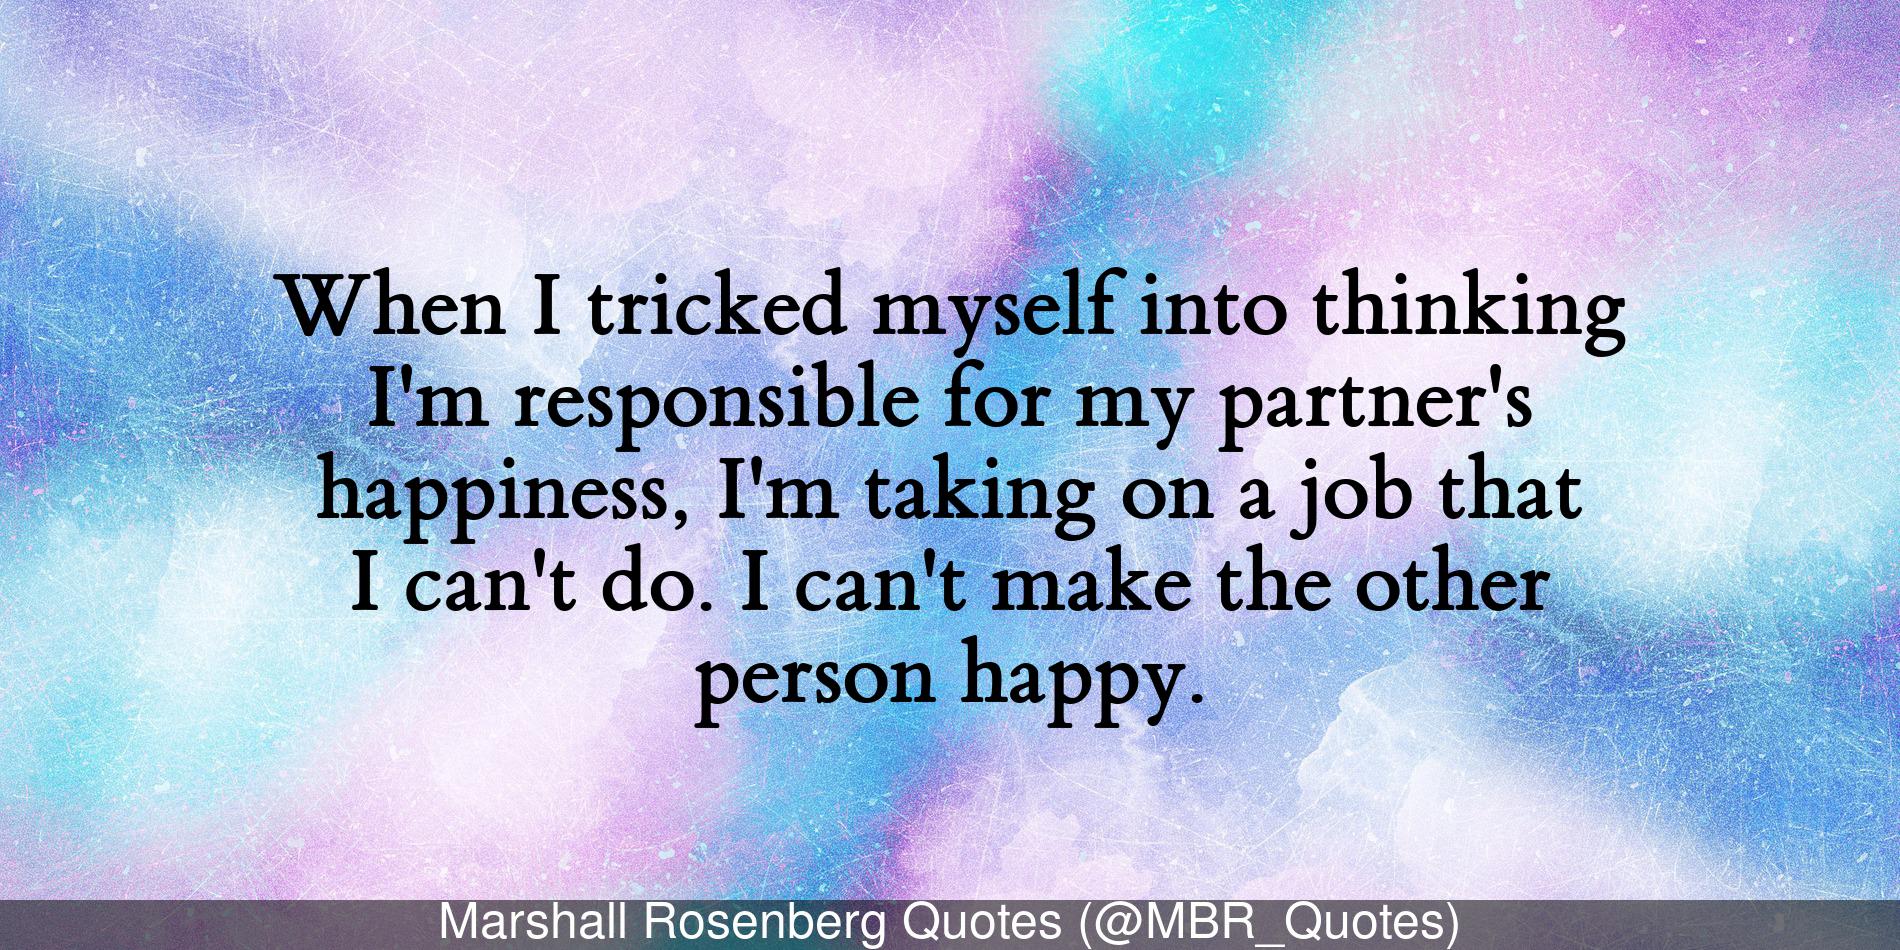 When I tricked myself into thinking
I'm responsible for my partner's
happiness, I'm taking on a job that
I can't do. I can't make the other
person happy.
Marshall Rosenberg Quotes (@MBR_Quotes)